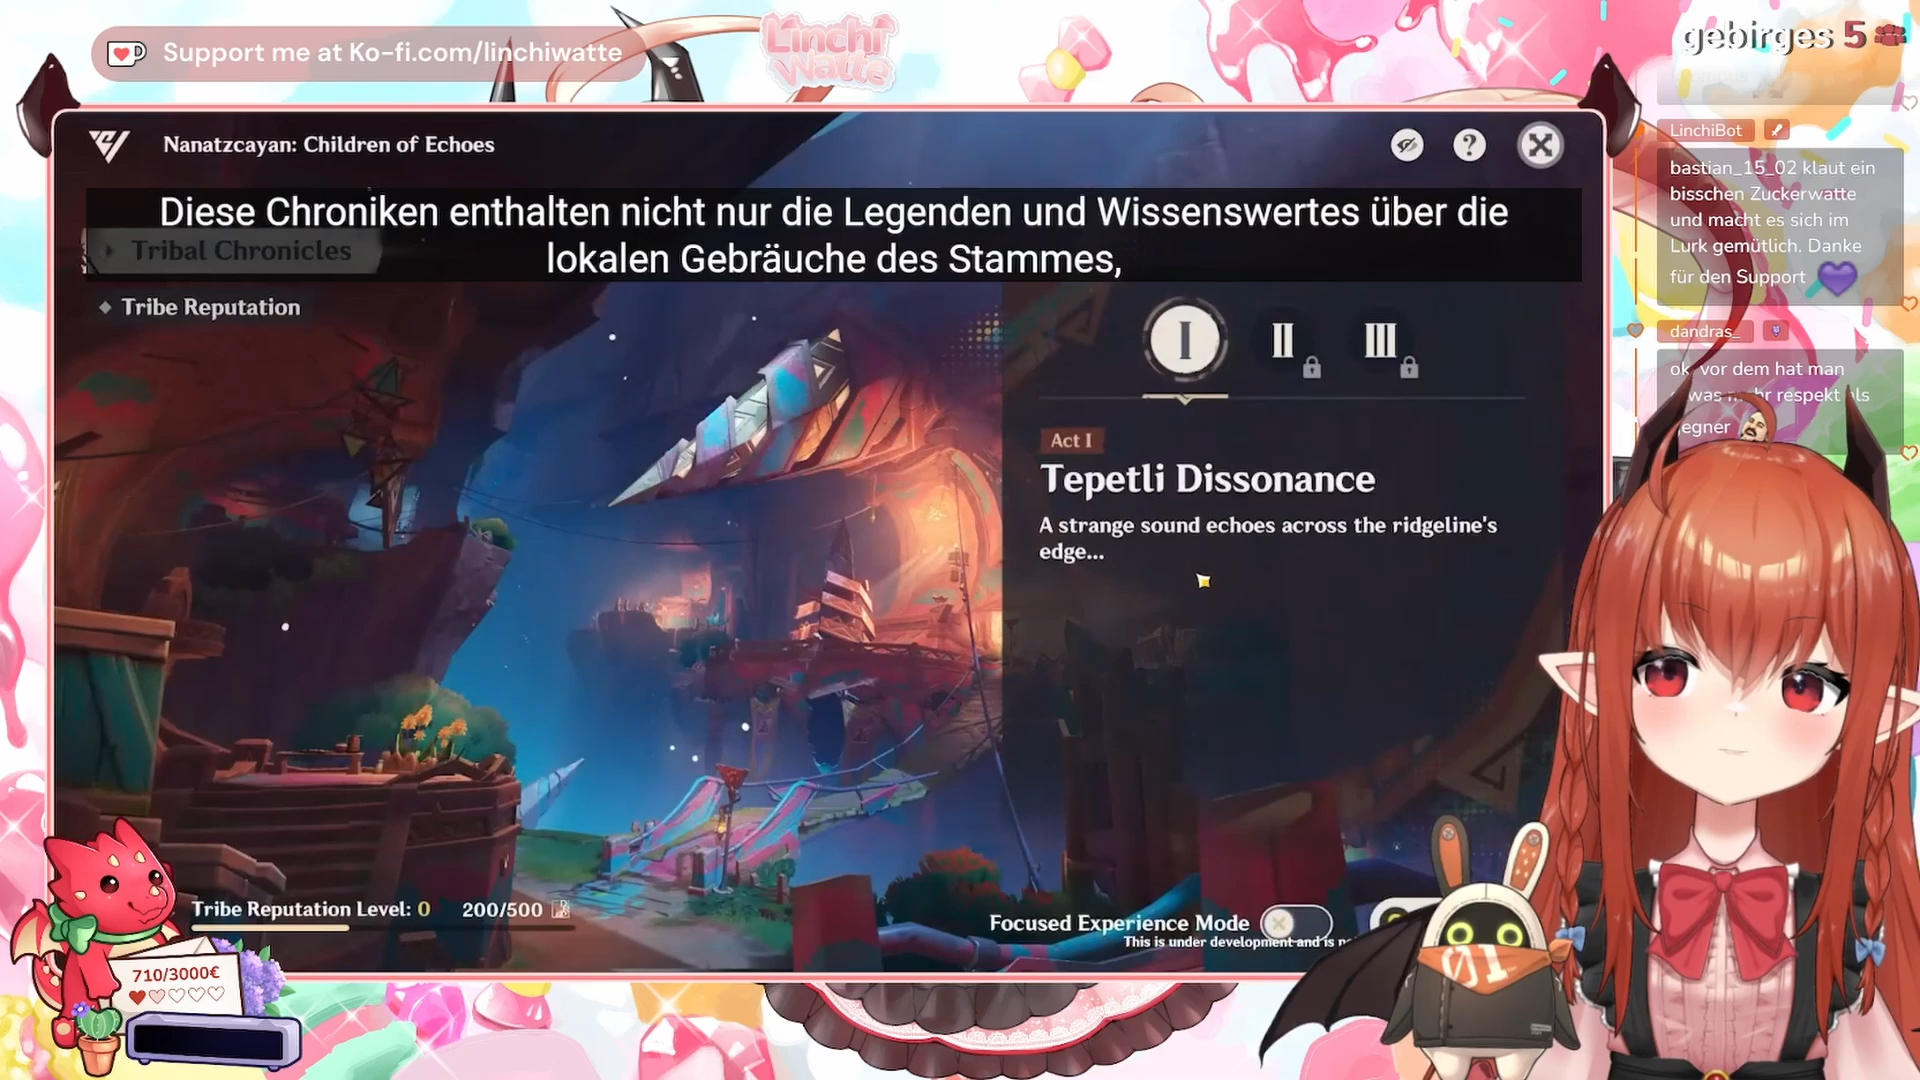 Support me at Ko-fi.com/linchiwatte
Linchi
Watte
gebirges 5
Nanatzcayan: Children of Echoes
?
Diese Chroniken enthalten nicht nur die Legenden und Wissenswertes über die
lokalen Gebräuche des Stammes,
Tribal Chronicles
Tribe Reputation
I
II
III
Act I
Tepetli Dissonance
A strange sound echoes across the ridgeline's
edge...
LinchiBot
bastian_15_02 klaut ein
bisschen Zuckerwatte
und macht es sich im
Lurk gemütlich. Danke
für den Support
dandras_
ok vor dem hat man
respekt
Tribe Reputation Level: 0 200/500
Focused Experience Mode
This is under development and is
710/3000€
01